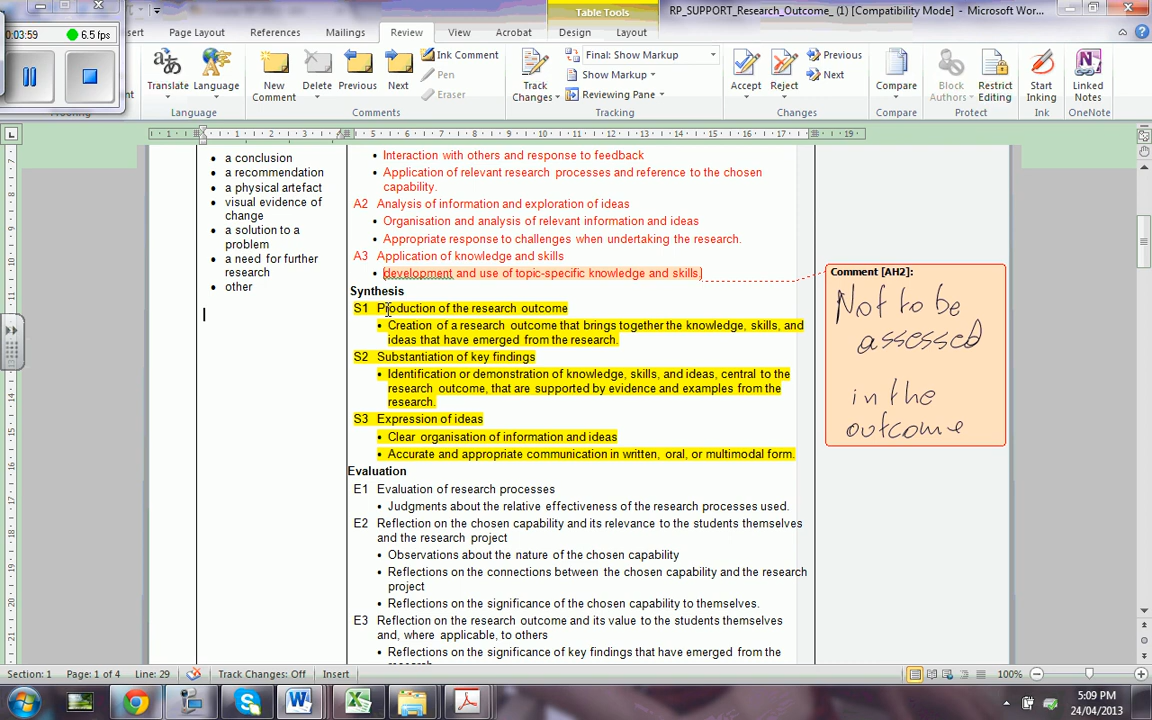 Table Tools
RP_SUPPORT_Research_Outcome_ (1) [Compatibility Mode] - Microsoft Wor...
:03:59
6.5 fps
sert Page Layout References Mailings Review View Acrobat Design Layout
Translate Language
New Comment Delete Previous Next
Ink Comment
Pen
Eraser
Track Changes
Final: Show Markup
Show Markup
Reviewing Pane
Accept Reject
Previous
Next
Compare
Block Authors Restrict Editing
Start Inking
Linked Notes
Language Comments Tracking Changes Compare Protect Ink OneNote
a conclusion
a recommendation
a physical artefact
visual evidence of
change
a solution to a
problem
a need for further
research
other
Interaction with others and response to feedback
Application of relevant research processes and reference to the chosen
capability.
A2 Analysis of information and exploration of ideas
Organisation and analysis of relevant information and ideas
Appropriate response to challenges when undertaking the research.
A3 Application of knowledge and skills
development and use of topic-specific knowledge and skills.
Synthesis
S1 Production of the research outcome
Creation of a research outcome that brings together the knowledge, skills, and
ideas that have emerged from the research.
S2 Substantiation of key findings
Identification or demonstration of knowledge, skills, and ideas, central to the
research outcome, that are supported by evidence and examples from the
research.
S3 Expression of ideas
Clear organisation of information and ideas
Accurate and appropriate communication in written, oral, or multimodal form.
Evaluation
E1 Evaluation of research processes
Judgments about the relative effectiveness of the research processes used.
E2 Reflection on the chosen capability and its relevance to the students themselves
and the research project
Observations about the nature of the chosen capability
Reflections on the connections between the chosen capability and the research
project
Reflections on the significance of the chosen capability to themselves.
E3 Reflection on the research outcome and its value to the students themselves
and, where applicable, to others
Reflections on the significance of key findings that have emerged from the
Comment [AH2]:
Not to be
assessed
in the
outcome
Section: 1 Page: 1 of 4 Line: 29 Track Changes: Off Insert
100%
5:09 PM
24/04/2013